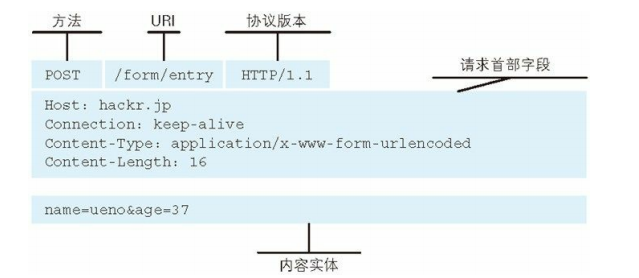 方法 URI 协议版本
请求首部字段
POST /form/entry HTTP/1.1
Host: hackr.jp
Connection: keep-alive
Content-Type: application/x-www-form-urlencoded
Content-Length: 16
name=ueno&age=37
内容实体